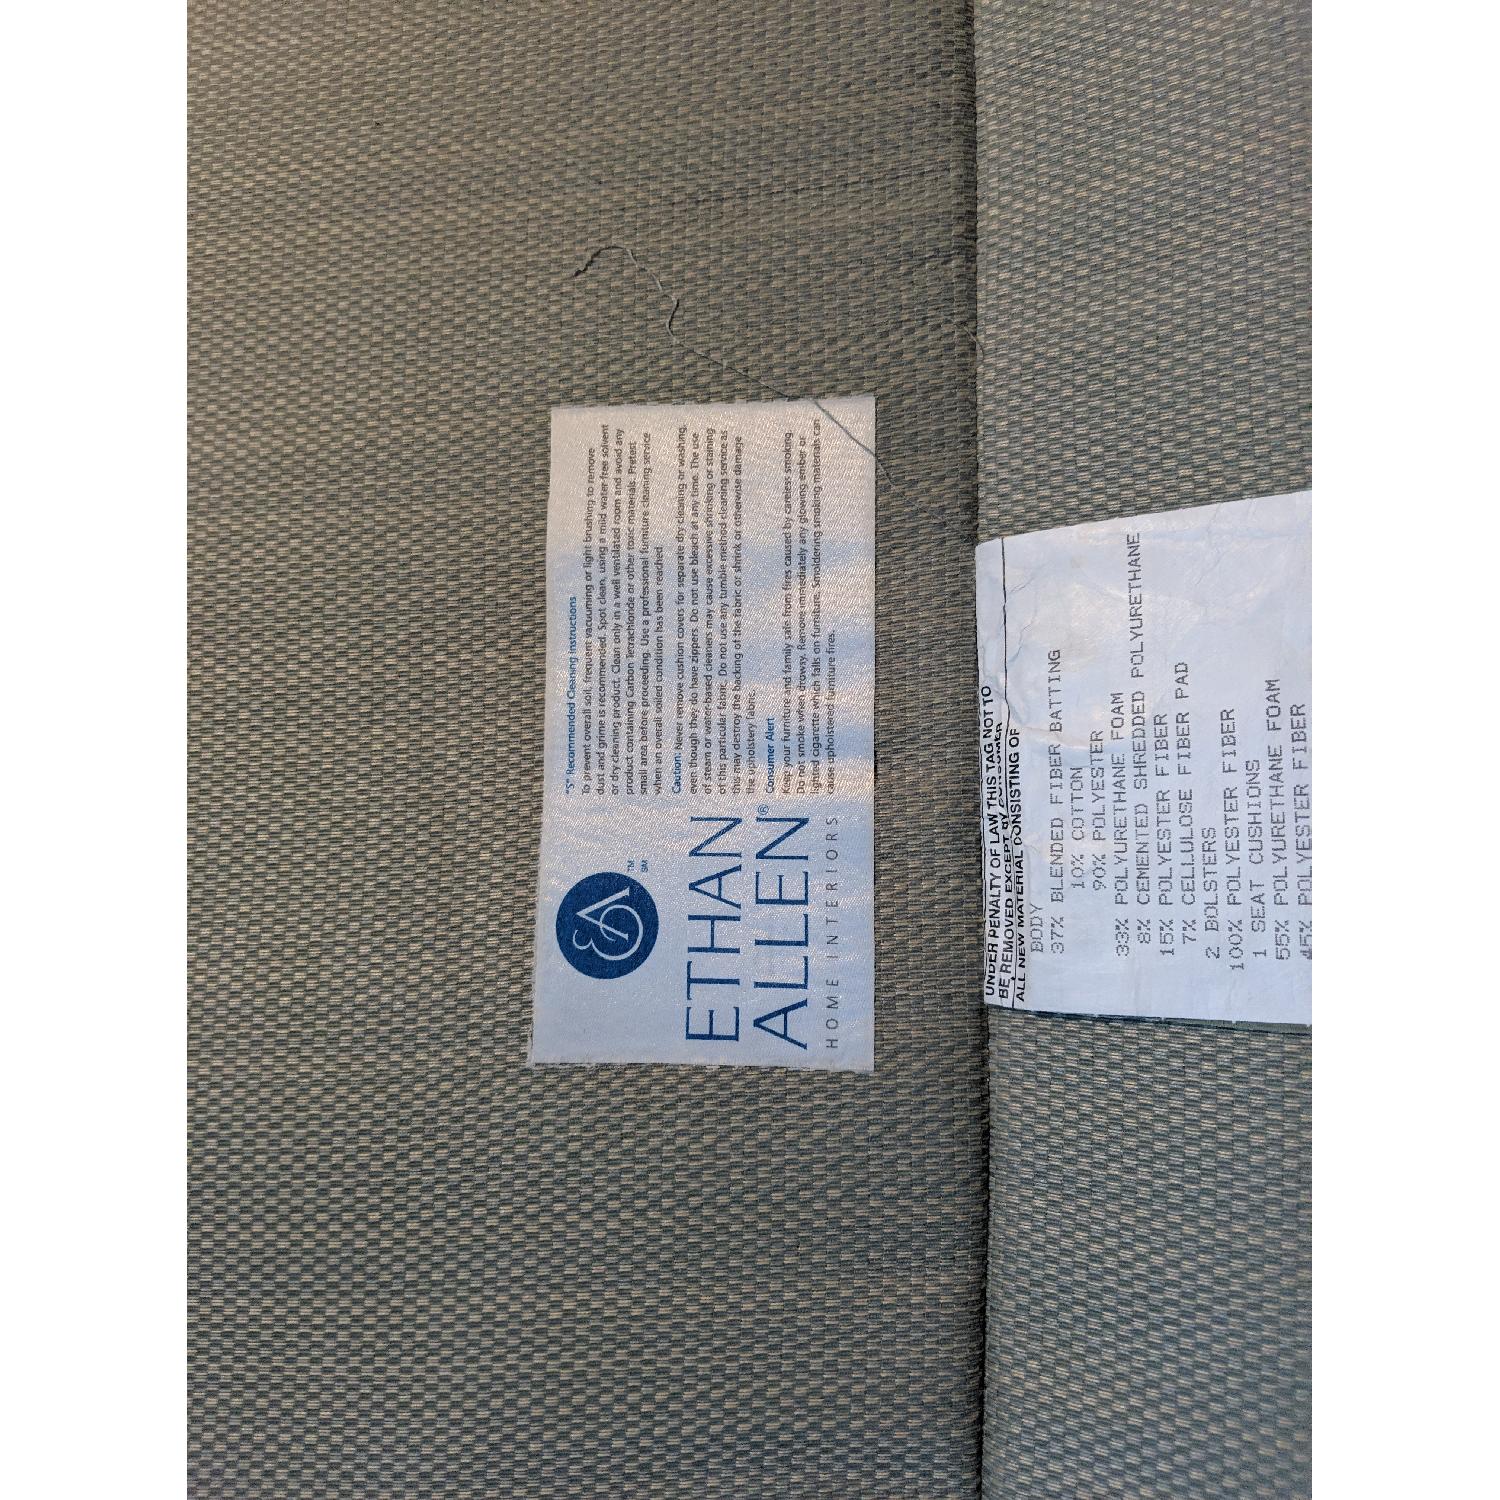 EA
TM
SM
ETHAN
ALLEN®
HOME INTERIORS
"S" Recommended Cleaning Instructions
To prevent overall soil, frequent vacuuming or light brushing to remove
dust and grime is recommended. Spot clean, using a mild water free solvent
or dry cleaning product. Clean only in a well ventilated room and avoid any
product containing Carbon Tetrachloride or other toxic materials. Pretest
small area before proceeding. Use a professional furniture cleaning service
when an overall soiled condition has been reached.
Caution: Never remove cushion covers for separate dry cleaning or washing,
even though they do have zippers. Do not use bleach at any time. The use
of steam or water-based cleaners may cause excessive shrinking or staining
of this particular fabric. Do not use any tumble method cleaning service as
this may destroy the backing of the fabric or shrink or otherwise damage
the upholstery fabric.
Consumer Alert
Keep your furniture and family safe from fires caused by careless smoking.
Do not smoke when drowsy. Remove immediately any glowing ember or
lighted cigarette which falls on furniture. Smoldering smoking materials can
cause upholstered furniture fires.
UNDER PENALTY OF LAW THIS TAG NOT TO
BE REMOVED EXCEPT BY CONSUMER
ALL NEW MATERIAL CONSISTING OF
BODY
37% BLENDED FIBER BATTING
10% COTTON
90% POLYESTER
33% POLYURETHANE FOAM
8% CEMENTED SHREDDED POLYURETHANE
15% POLYESTER FIBER
7% CELLULOSE FIBER PAD
2 BOLSTERS
100% POLYESTER FIBER
1 SEAT CUSHIONS
55% POLYURETHANE FOAM
45% POLYESTER FIBER